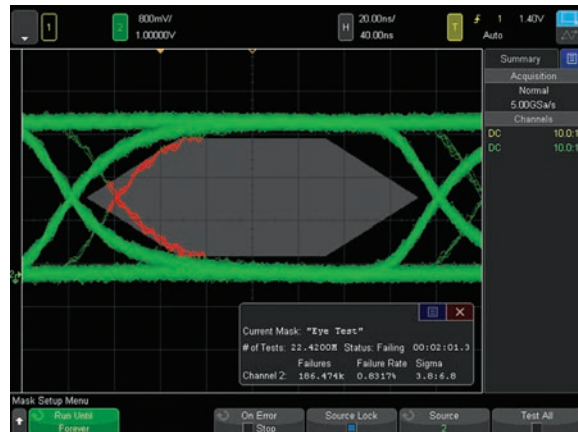 1
2
800mV/
1.00000V
H
20.00ns/
40.00ns
T
1
1.40V
Auto
Summary
Acquisition
Normal
5.00GSa/s
Channels
DC 10.0:1
DC 10.0:1
2
Current Mask: "Eye Test"
# of Tests: 22.4200M Status: Failing 00:02:01.3
Failures Failure Rate Sigma
Channel 2: 186.474k 0.8317% 3.8:6.8
Mask Setup Menu
Run Until
Forever
On Error
Stop
Source Lock
Source
2
Test All